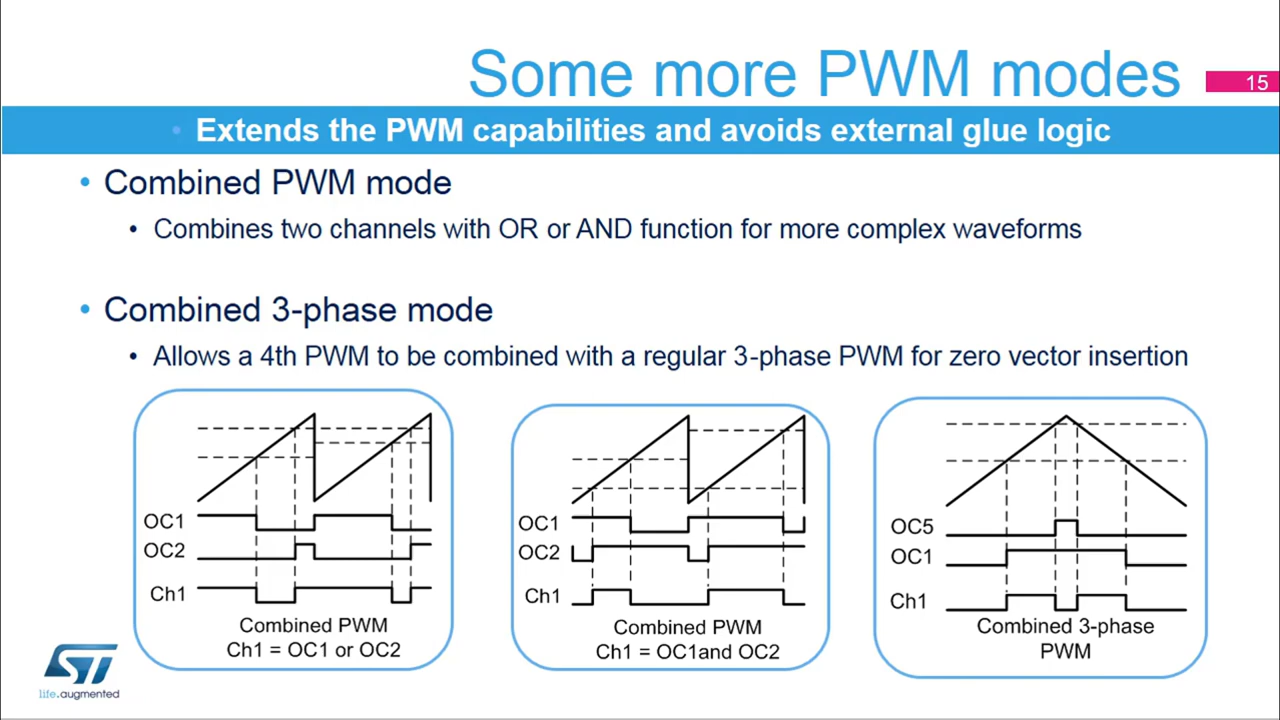 Some more PWM modes
15
• Extends the PWM capabilities and avoids external glue logic
• Combined PWM mode
• Combines two channels with OR or AND function for more complex waveforms
• Combined 3-phase mode
• Allows a 4th PWM to be combined with a regular 3-phase PWM for zero vector insertion
OC1
OC2
Ch1
Combined PWM
Ch1 = OC1 or OC2
OC1
OC2
Ch1
Combined PWM
Ch1 = OC1and OC2
OC5
OC1
Ch1
Combined 3-phase
PWM
ST
life.augmented